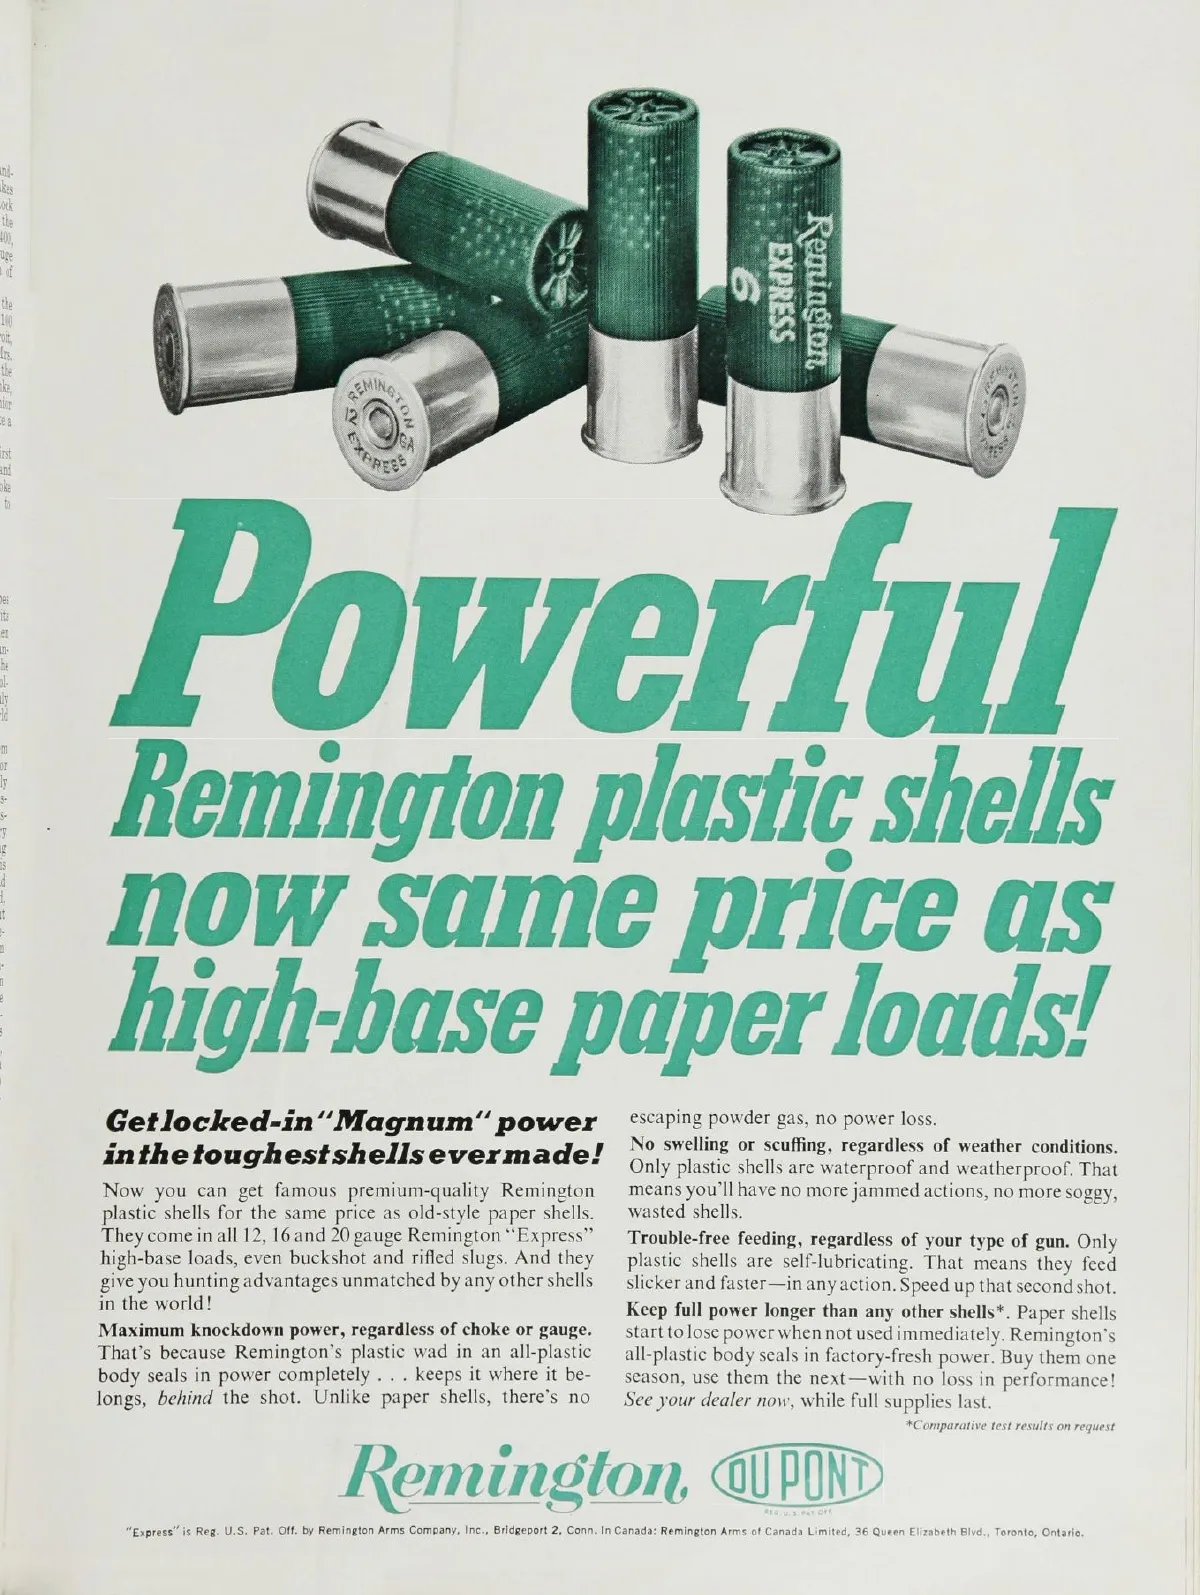 Remington
EXPRESS
6
REMINGTON
12 GA
EXPRESS
Powerful
Remington plastic shells
now same price as
high-base paper loads!
Get locked-in "Magnum" power
in the toughest shells ever made!
Now you can get famous premium-quality Remington
plastic shells for the same price as old-style paper shells.
They come in all 12, 16 and 20 gauge Remington "Express"
high-base loads, even buckshot and rifled slugs. And they
give you hunting advantages unmatched by any other shells
in the world!
Maximum knockdown power, regardless of choke or gauge.
That's because Remington's plastic wad in an all-plastic
body seals in power completely . . . keeps it where it be-
longs, behind the shot. Unlike paper shells, there's no
escaping powder gas, no power loss.
No swelling or scuffing, regardless of weather conditions.
Only plastic shells are waterproof and weatherproof. That
means you'll have no more jammed actions, no more soggy,
wasted shells.
Trouble-free feeding, regardless of your type of gun. Only
plastic shells are self-lubricating. That means they feed
slicker and faster—in any action. Speed up that second shot.
Keep full power longer than any other shells*. Paper shells
start to lose power when not used immediately. Remington's
all-plastic body seals in factory-fresh power. Buy them one
season, use them the next—with no loss in performance!
See your dealer now, while full supplies last.
*Comparative test results on request
Remington,
DU PONT
REG. U.S. PAT. OFF.
"Express" is Reg. U.S. Pat. Off. by Remington Arms Company, Inc., Bridgeport 2, Conn. In Canada: Remington Arms of Canada Limited, 36 Queen Elizabeth Blvd., Toronto, Ontario.